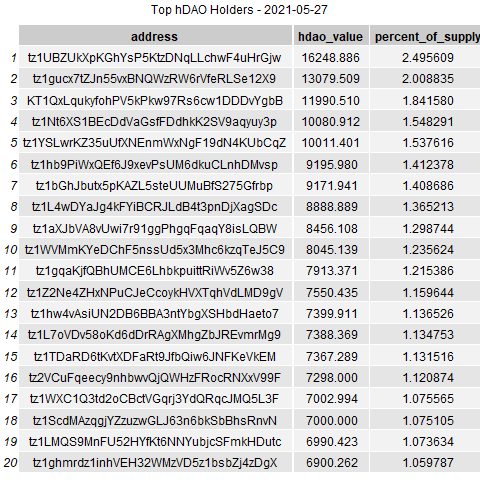 Top hDAO Holders - 2021-05-27
address hdao_value percent_of_supply
1 tz1UBZUkXpKGhYsP5KtzDNqLLchwF4uHrGjw 16248.886 2.495609
2 tz1gucx7tZJn55vxBNQWzRW6rVfeRLSe12X9 13079.509 2.008835
3 KT1QxLqukyfohPV5kPkw97Rs6cw1DDDvYgbB 11990.510 1.841580
4 tz1Nt6XS1BEcDdVaGsfFDdhkK2SV9aqyuy3p 10080.912 1.548291
5 tz1YSLwrKZ35uUfXNEnmWxNgF19dN4KUbCqZ 10011.401 1.537616
6 tz1hb9PiWxQEf6J9xevPsUM6dkuCLnhDMvsp 9195.980 1.412378
7 tz1bGhJbutx5pKAZL5steUUMuBfS275Gfrbp 9171.941 1.408686
8 tz1L4wDYaJg4kFYiBCRJLdB4t3pnDjXagSDc 8888.889 1.365213
9 tz1aXJbVA8vUwi7r91ggPhgqFqaqY8isLQBW 8456.108 1.298744
10 tz1WVMmKYeDChF5nssUd5x3Mhc6kzqTeJ5C9 8045.139 1.235624
11 tz1gqaKjfQBhUMCE6LhbkpuittRiWv5Z6w38 7913.371 1.215386
12 tz1Z2Ne4ZHxNPuCJeCcoykHVXTqhVdLMD9gV 7550.435 1.159644
13 tz1hw4vAsiUN2DB6BBA3ntYbgXSHbdHaeto7 7399.911 1.136526
14 tz1L7oVDv58oKd6dDrRAgXMhgZbJREvmrMg9 7388.369 1.134753
15 tz1TDaRD6tKvtXDFaRt9JfbQiw6JNFKeVkEM 7367.289 1.131516
16 tz2VCuFqeecy9nhbwvQjQWHzFRocRNXxV99F 7298.000 1.120874
17 tz1WXC1Q3td2oCBctVGqrj3YdQRqcJMQ5L3F 7002.994 1.075565
18 tz1ScdMAzqgjYZzuzwGLJ63n6bkSbBhsRnvN 7000.000 1.075105
19 tz1LMQS9MnFU52HYfKt6NNYubjcSFmkHDutc 6990.423 1.073634
20 tz1ghmrdz1inhVEH32WMzVD5z1bsbZj4zDgX 6900.262 1.059787